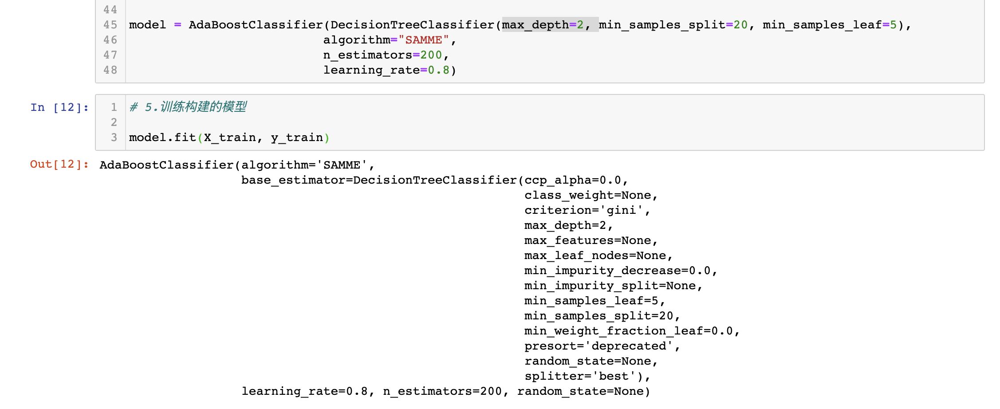 44
45 model = AdaBoostClassifier(DecisionTreeClassifier(max_depth=2, min_samples_split=20, min_samples_leaf=5),
46 algorithm="SAMME",
47 n_estimators=200,
48 learning_rate=0.8)
In [12]: 1 # 5.训练构建的模型
2
3 model.fit(X_train, y_train)
Out[12]: AdaBoostClassifier(algorithm='SAMME',
base_estimator=DecisionTreeClassifier(ccp_alpha=0.0,
class_weight=None,
criterion='gini',
max_depth=2,
max_features=None,
max_leaf_nodes=None,
min_impurity_decrease=0.0,
min_impurity_split=None,
min_samples_leaf=5,
min_samples_split=20,
min_weight_fraction_leaf=0.0,
presort='deprecated',
random_state=None,
splitter='best'),
learning_rate=0.8, n_estimators=200, random_state=None)